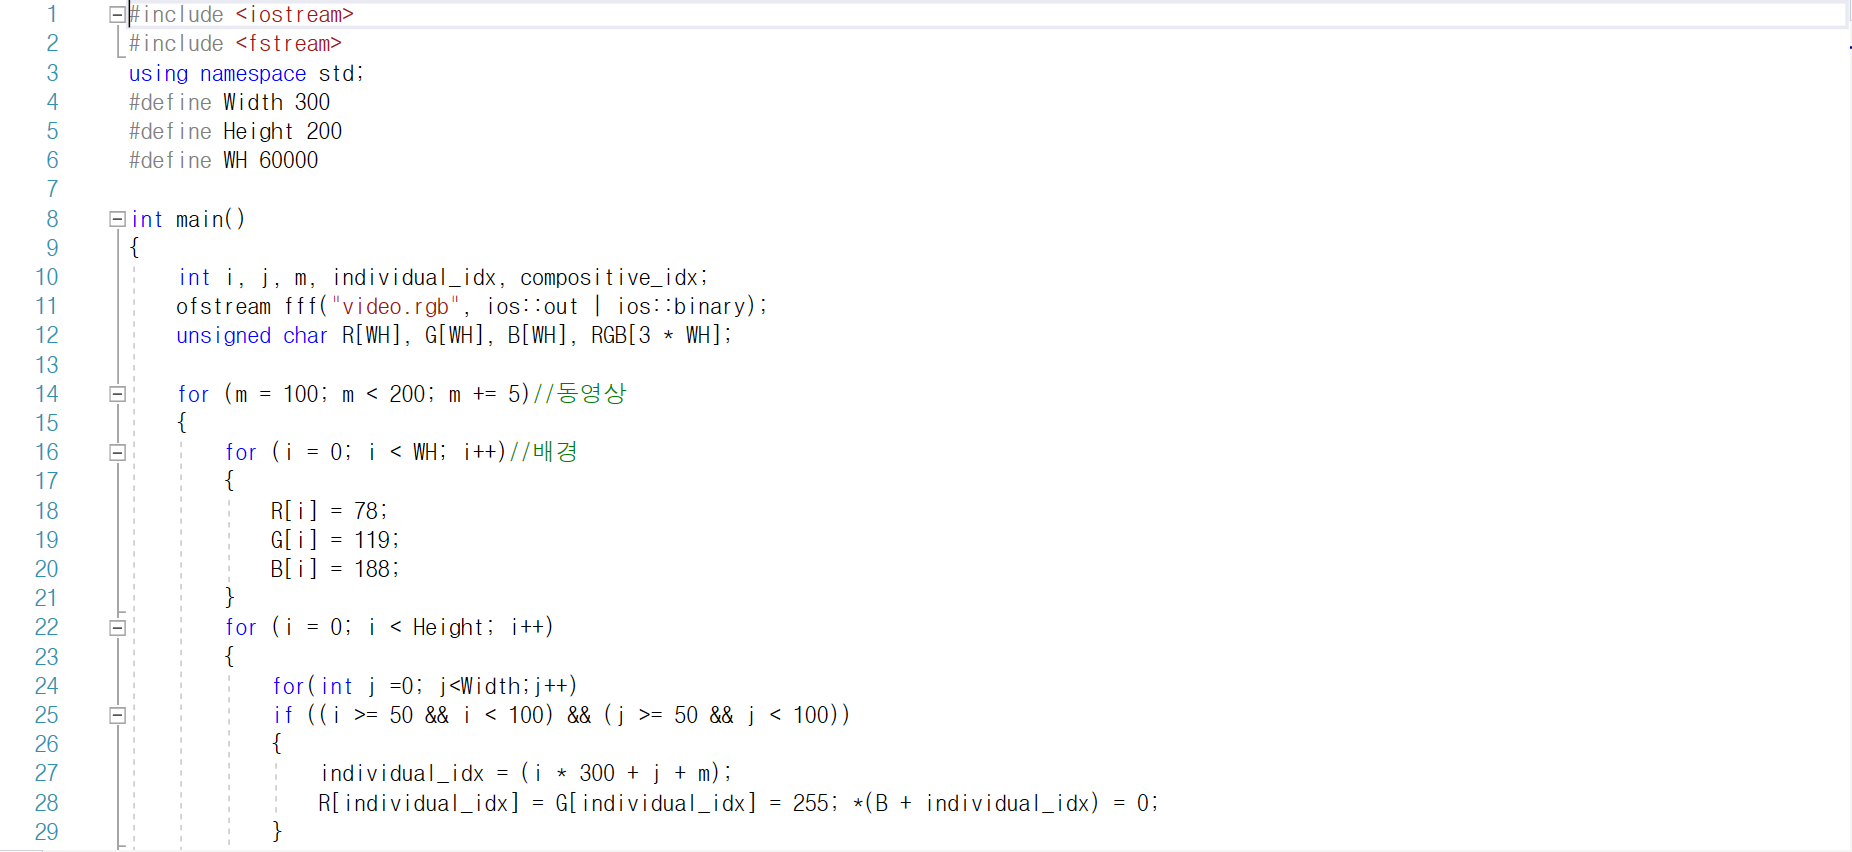 1 #include <iostream>
2 #include <fstream>
3 using namespace std;
4 #define Width 300
5 #define Height 200
6 #define WH 60000
7
8 int main()
9 {
10 int i, j, m, individual_idx, compositive_idx;
11 ofstream fff("video.rgb", ios::out | ios::binary);
12 unsigned char R[WH], G[WH], B[WH], RGB[3 * WH];
13
14 for (m = 100; m < 200; m += 5)//동영상
15 {
16 for (i = 0; i < WH; i++)//배경
17 {
18 R[i] = 78;
19 G[i] = 119;
20 B[i] = 188;
21 }
22 for (i = 0; i < Height; i++)
23 {
24 for(int j =0; j<Width;j++)
25 if ((i >= 50 && i < 100) && (j >= 50 && j < 100))
26 {
27 individual_idx = (i * 300 + j + m);
28 R[individual_idx] = G[individual_idx] = 255; *(B + individual_idx) = 0;
29 }